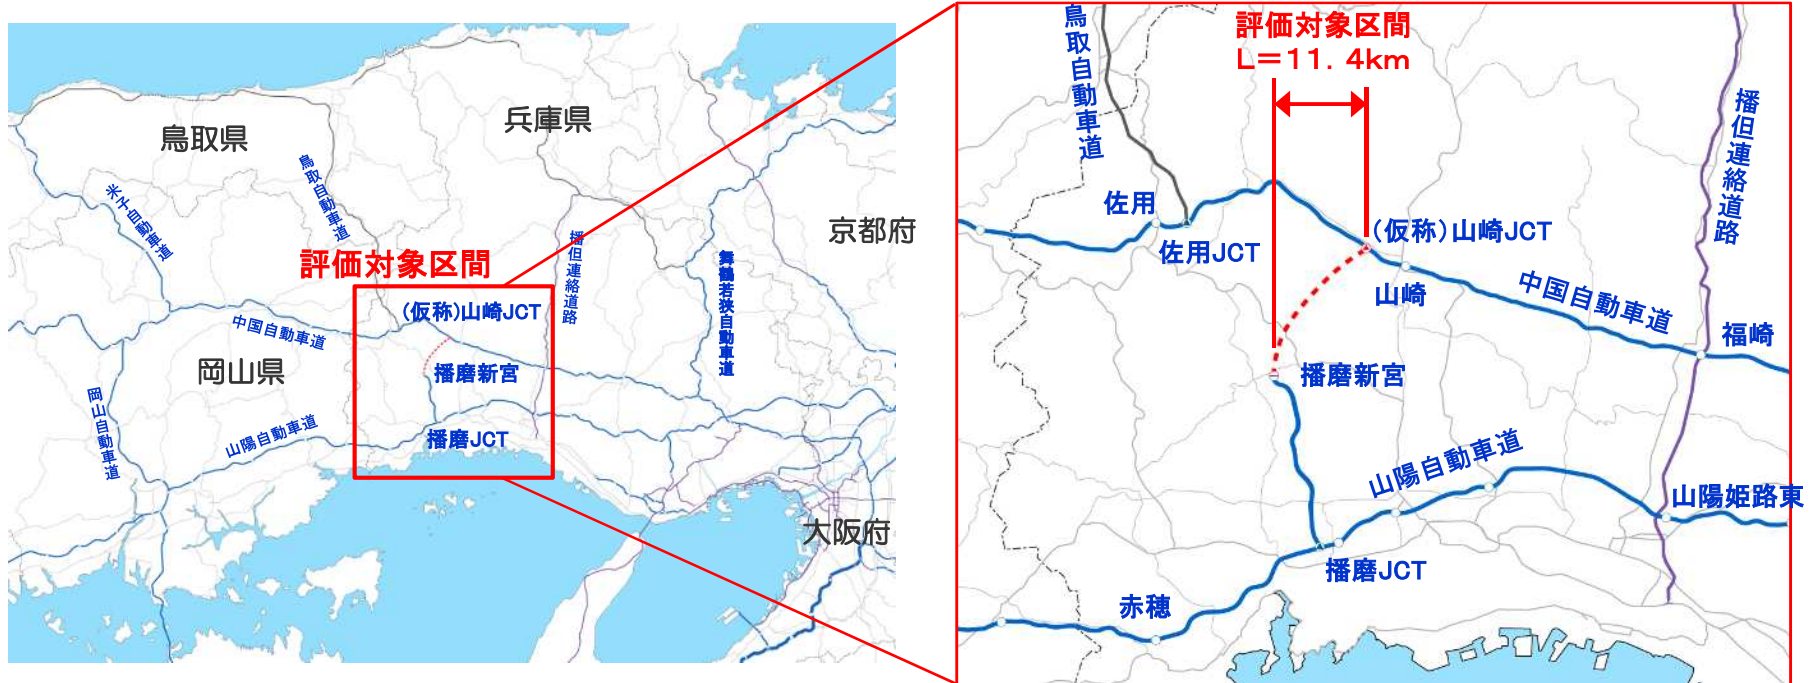 鳥取県
兵庫県
京都府
岡山県
大阪府
米子自動車道
鳥取自動車道
播但連絡道路
舞鶴若狭自動車道
評価対象区間
(仮称)山崎JCT
中国自動車道
播磨新宮
岡山自動車道
山陽自動車道
播磨JCT
評価対象区間
L=11.4km
鳥取自動車道
播但連絡道路
佐用
佐用JCT
(仮称)山崎JCT
山崎
中国自動車道
福崎
播磨新宮
山陽自動車道
山陽姫路東
播磨JCT
赤穂